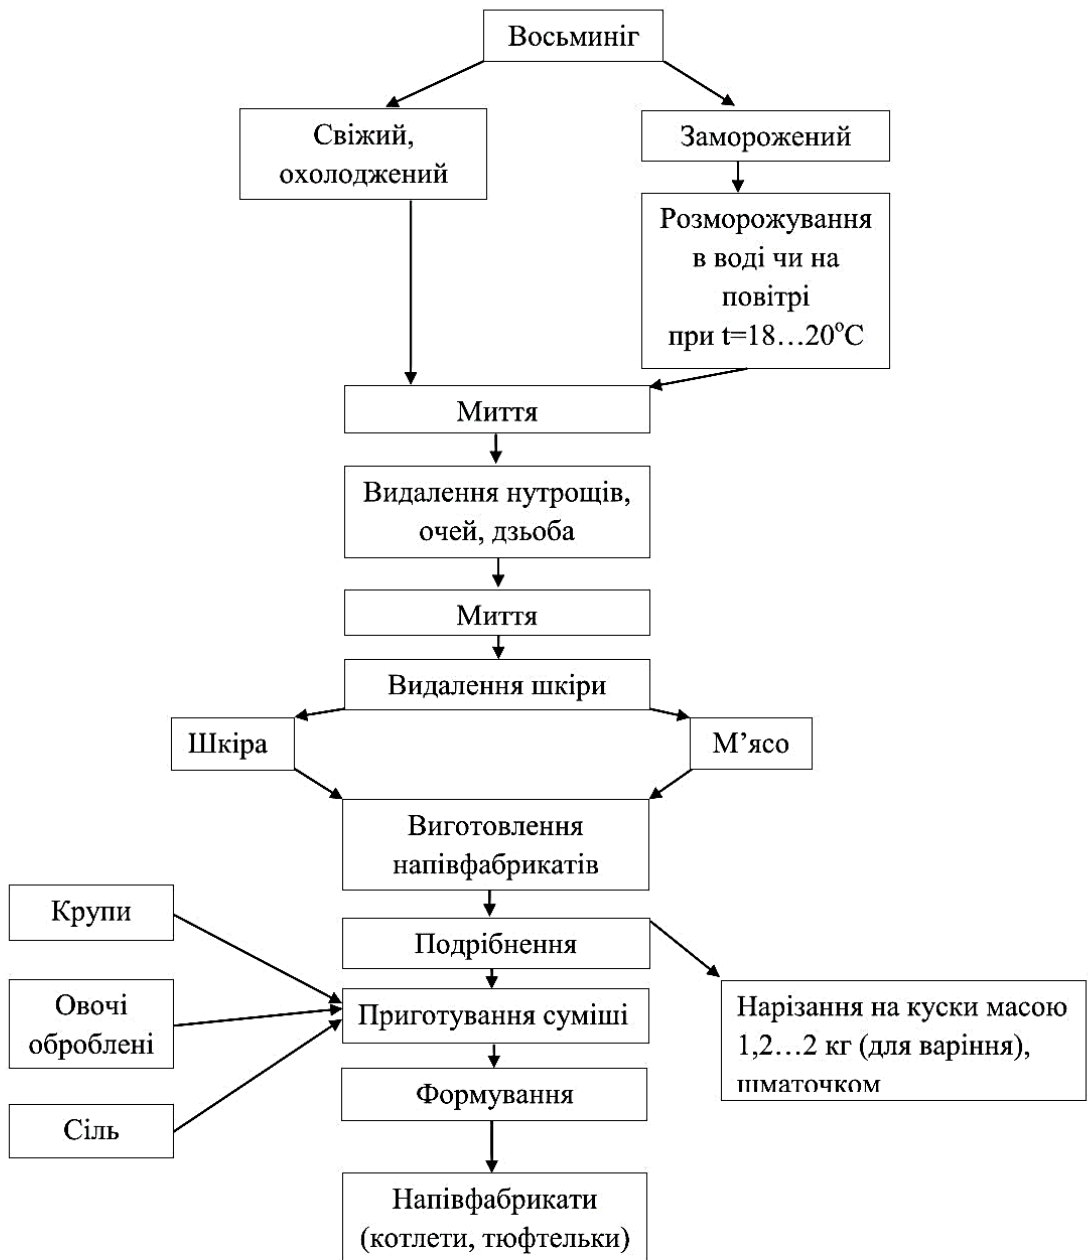 Восьминіг
Свіжий,
охолоджений
Заморожений
Розморожування
в воді чи на
повітрі
при t=18…20°С
Миття
Видалення нутрощів,
очей, дзьоба
Миття
Видалення шкіри
Шкіра
М’ясо
Виготовлення
напівфабрикатів
Крупи
Подрібнення
Овочі
оброблені
Приготування суміші
Нарізання на куски масою
1,2…2 кг (для варіння),
шматочком
Формування
Сіль
Напівфабрикати
(котлети, тюфтельки)